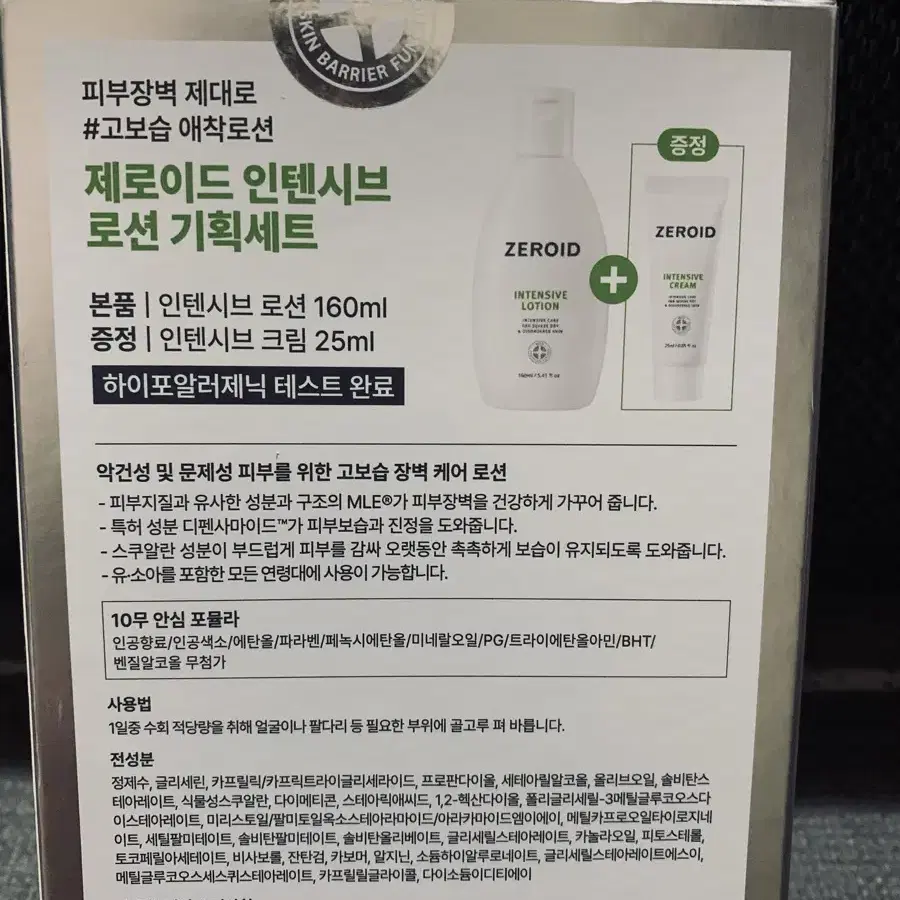 SKIN BARRIER FUN
피부장벽 제대로
#고보습 애착로션
제로이드 인텐시브
로션 기획세트
본품 | 인텐시브 로션 160ml
증정 | 인텐시브 크림 25ml
하이포알러제닉 테스트 완료
ZEROID
INTENSIVE
LOTION
INTENSIVE CARE
FOR SEVERE DRY
160ml / 5.41 fl oz
증정
ZEROID
INTENSIVE
CREAM
INTENSIVE CARE
FOR SEVERE DRY
악건성 및 문제성 피부를 위한 고보습 장벽 케어 로션
- 피부지질과 유사한 성분과 구조의 MLE®가 피부장벽을 건강하게 가꾸어 줍니다.
- 특허 성분 디펜사마이드™가 피부보습과 진정을 도와줍니다.
- 스쿠알란 성분이 부드럽게 피부를 감싸 오랫동안 촉촉하게 보습이 유지되도록 도와줍니다.
- 유·소아를 포함한 모든 연령대에 사용이 가능합니다.
10무 안심 포뮬라
인공향료/인공색소/에탄올/파라벤/페녹시에탄올/미네랄오일/PG/트라이에탄올아민/BHT/
벤질알코올 무첨가
사용법
1일중 수회 적당량을 취해 얼굴이나 팔다리 등 필요한 부위에 골고루 펴 바릅니다.
전성분
정제수, 글리세린, 카프릴릭/카프릭트라이글리세라이드, 프로판다이올, 세테아릴알코올, 올리브오일, 솔비탄스
테아레이트, 식물성스쿠알란, 다이메티콘, 스테아릭애씨드, 1,2-헥산다이올, 폴리글리세릴-3메틸글루코오스다
이스테아레이트, 미리스토일/팔미토일옥소스테아라마이드/아라카마이드엠이에이, 메틸카프로오일타이로지네
이트, 세틸팔미테이트, 솔비탄팔미테이트, 솔비탄올리베이트, 글리세릴스테아레이트, 카놀라오일, 피토스테롤,
토코페릴아세테이트, 비사보롤, 잔탄검, 카보머, 알지닌, 소듐하이알루로네이트, 글리세릴스테아레이트에스이,
메틸글루코오스세스퀴스테아레이트, 카프릴릴글라이콜, 다이소듐이디티에이